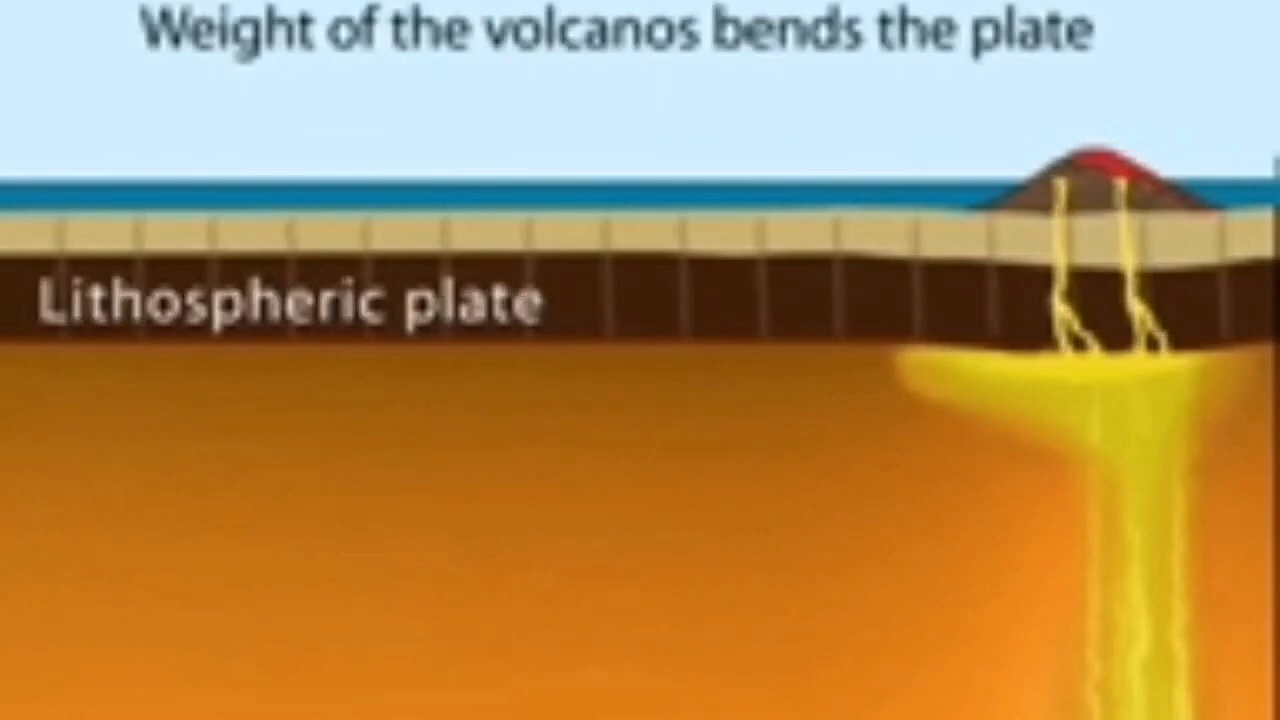 Weight of the volcanos bends the plate
Lithospheric plate